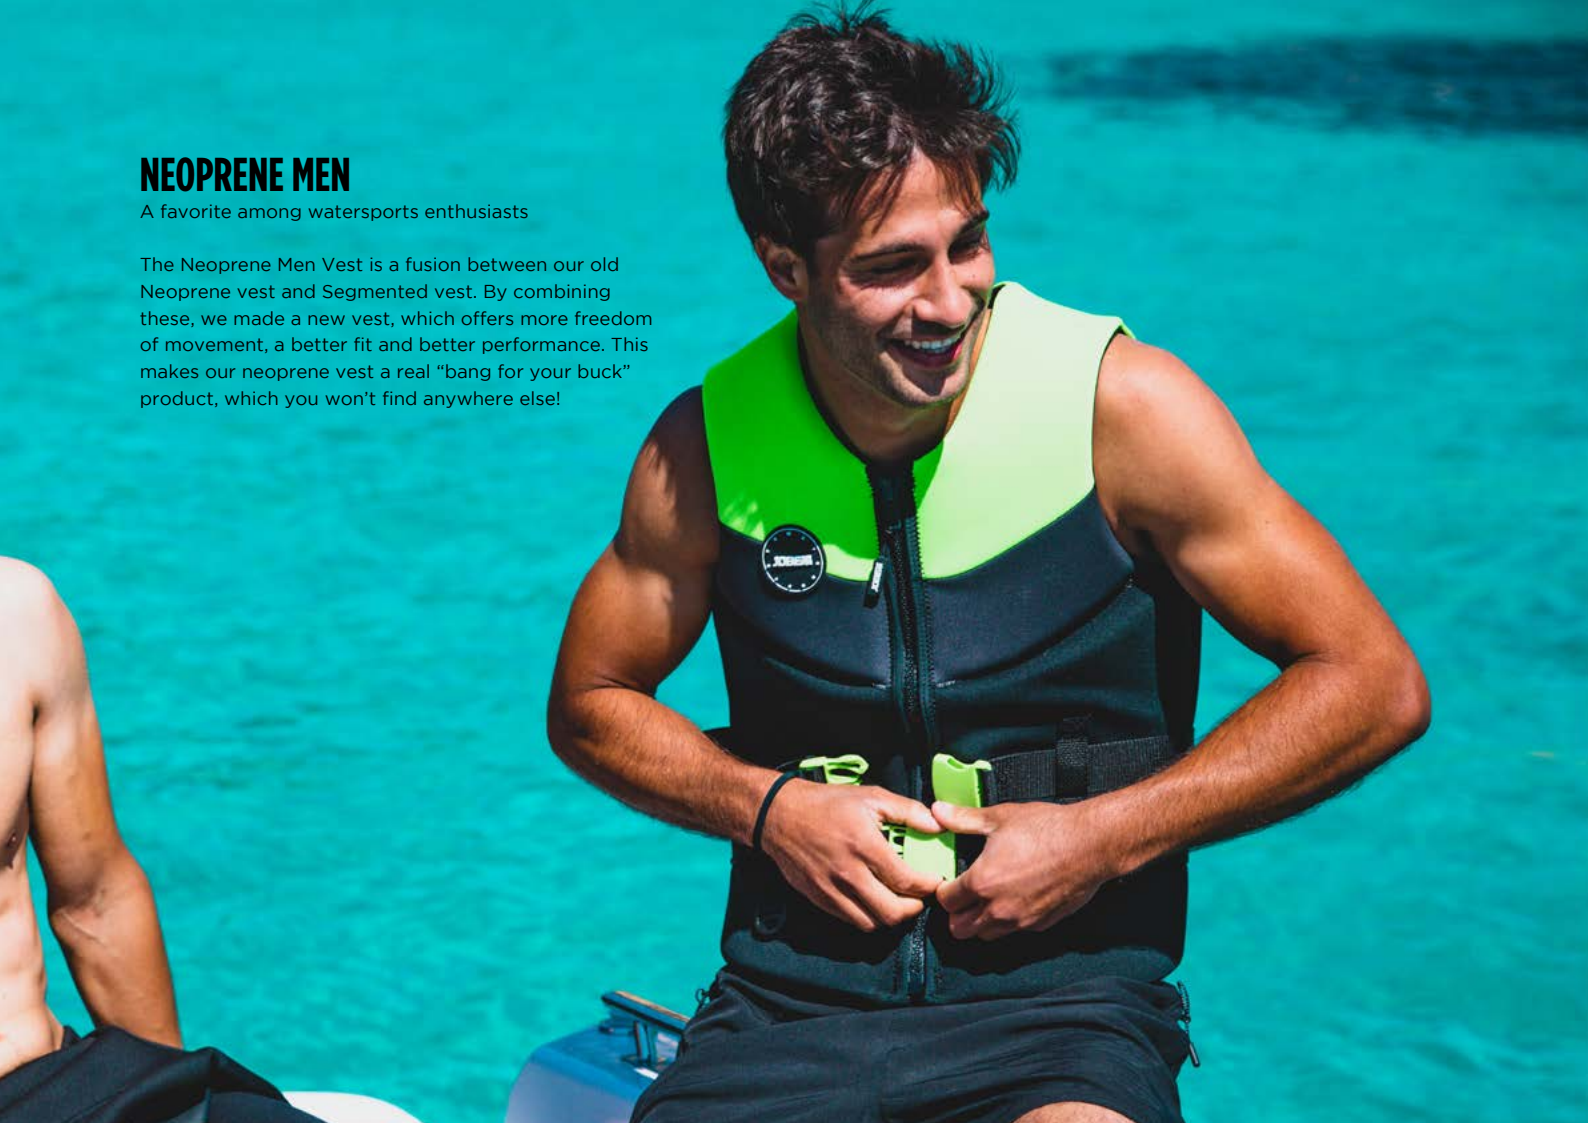 NEOPRENE MEN
A favorite among watersports enthusiasts
The Neoprene Men Vest is a fusion between our old
Neoprene vest and Segmented vest. By combining
these, we made a new vest, which offers more freedom
of movement, a better fit and better performance. This
makes our neoprene vest a real “bang for your buck”
product, which you won’t find anywhere else!
JOBE